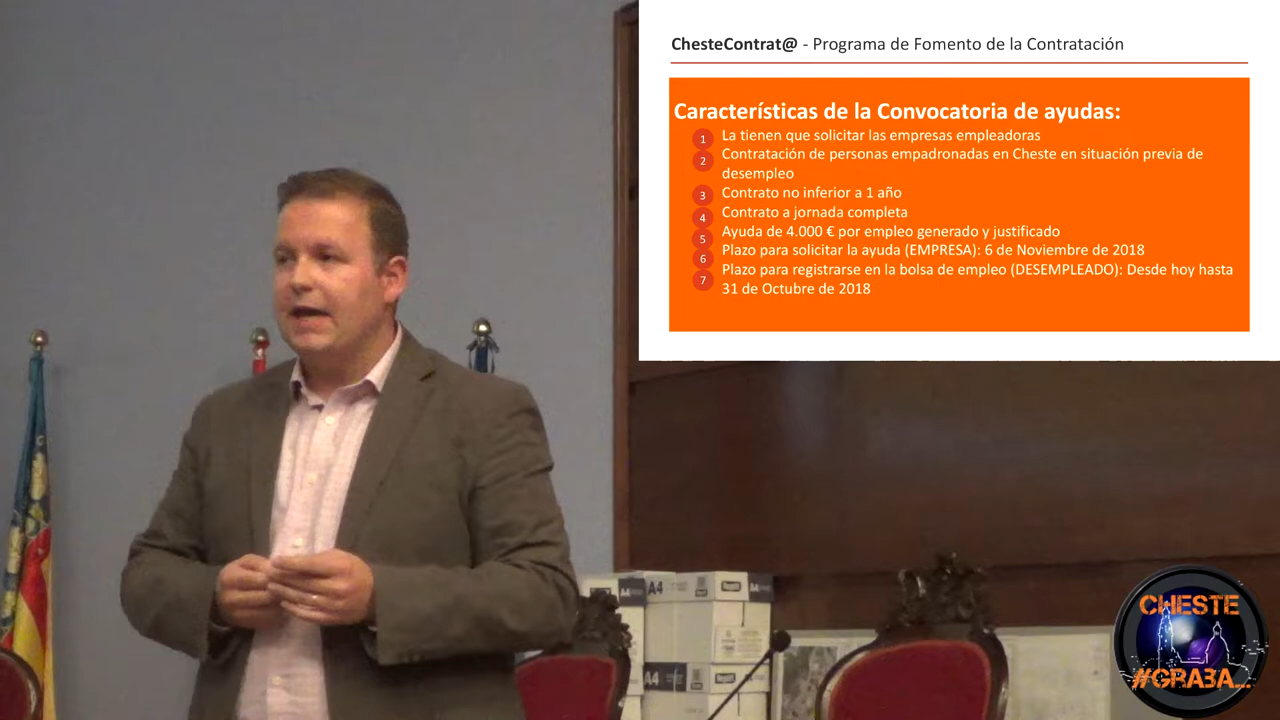 ChesteContrat@ - Programa de Fomento de la Contratación
Características de la Convocatoria de ayudas:
1 La tienen que solicitar las empresas empleadoras
2 Contratación de personas empadronadas en Cheste en situación previa de
desempleo
3 Contrato no inferior a 1 año
4 Contrato a jornada completa
5 Ayuda de 4.000 € por empleo generado y justificado
6 Plazo para solicitar la ayuda (EMPRESA): 6 de Noviembre de 2018
7 Plazo para registrarse en la bolsa de empleo (DESEMPLEADO): Desde hoy hasta
31 de Octubre de 2018
A4
A4
A4
A4
CHESTE
#GRABA...